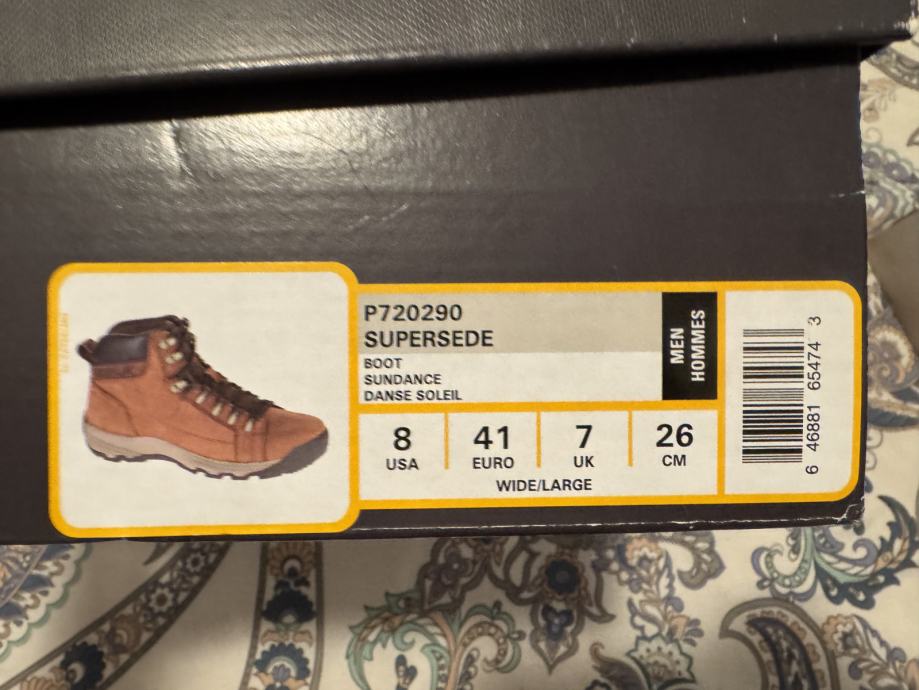 P720290
SUPERSEDE
BOOT
SUNDANCE
DANSE SOLEIL
MEN
HOMMES
8 41 7 26
USA EURO UK CM
WIDE/LARGE
6 46881 65474 3